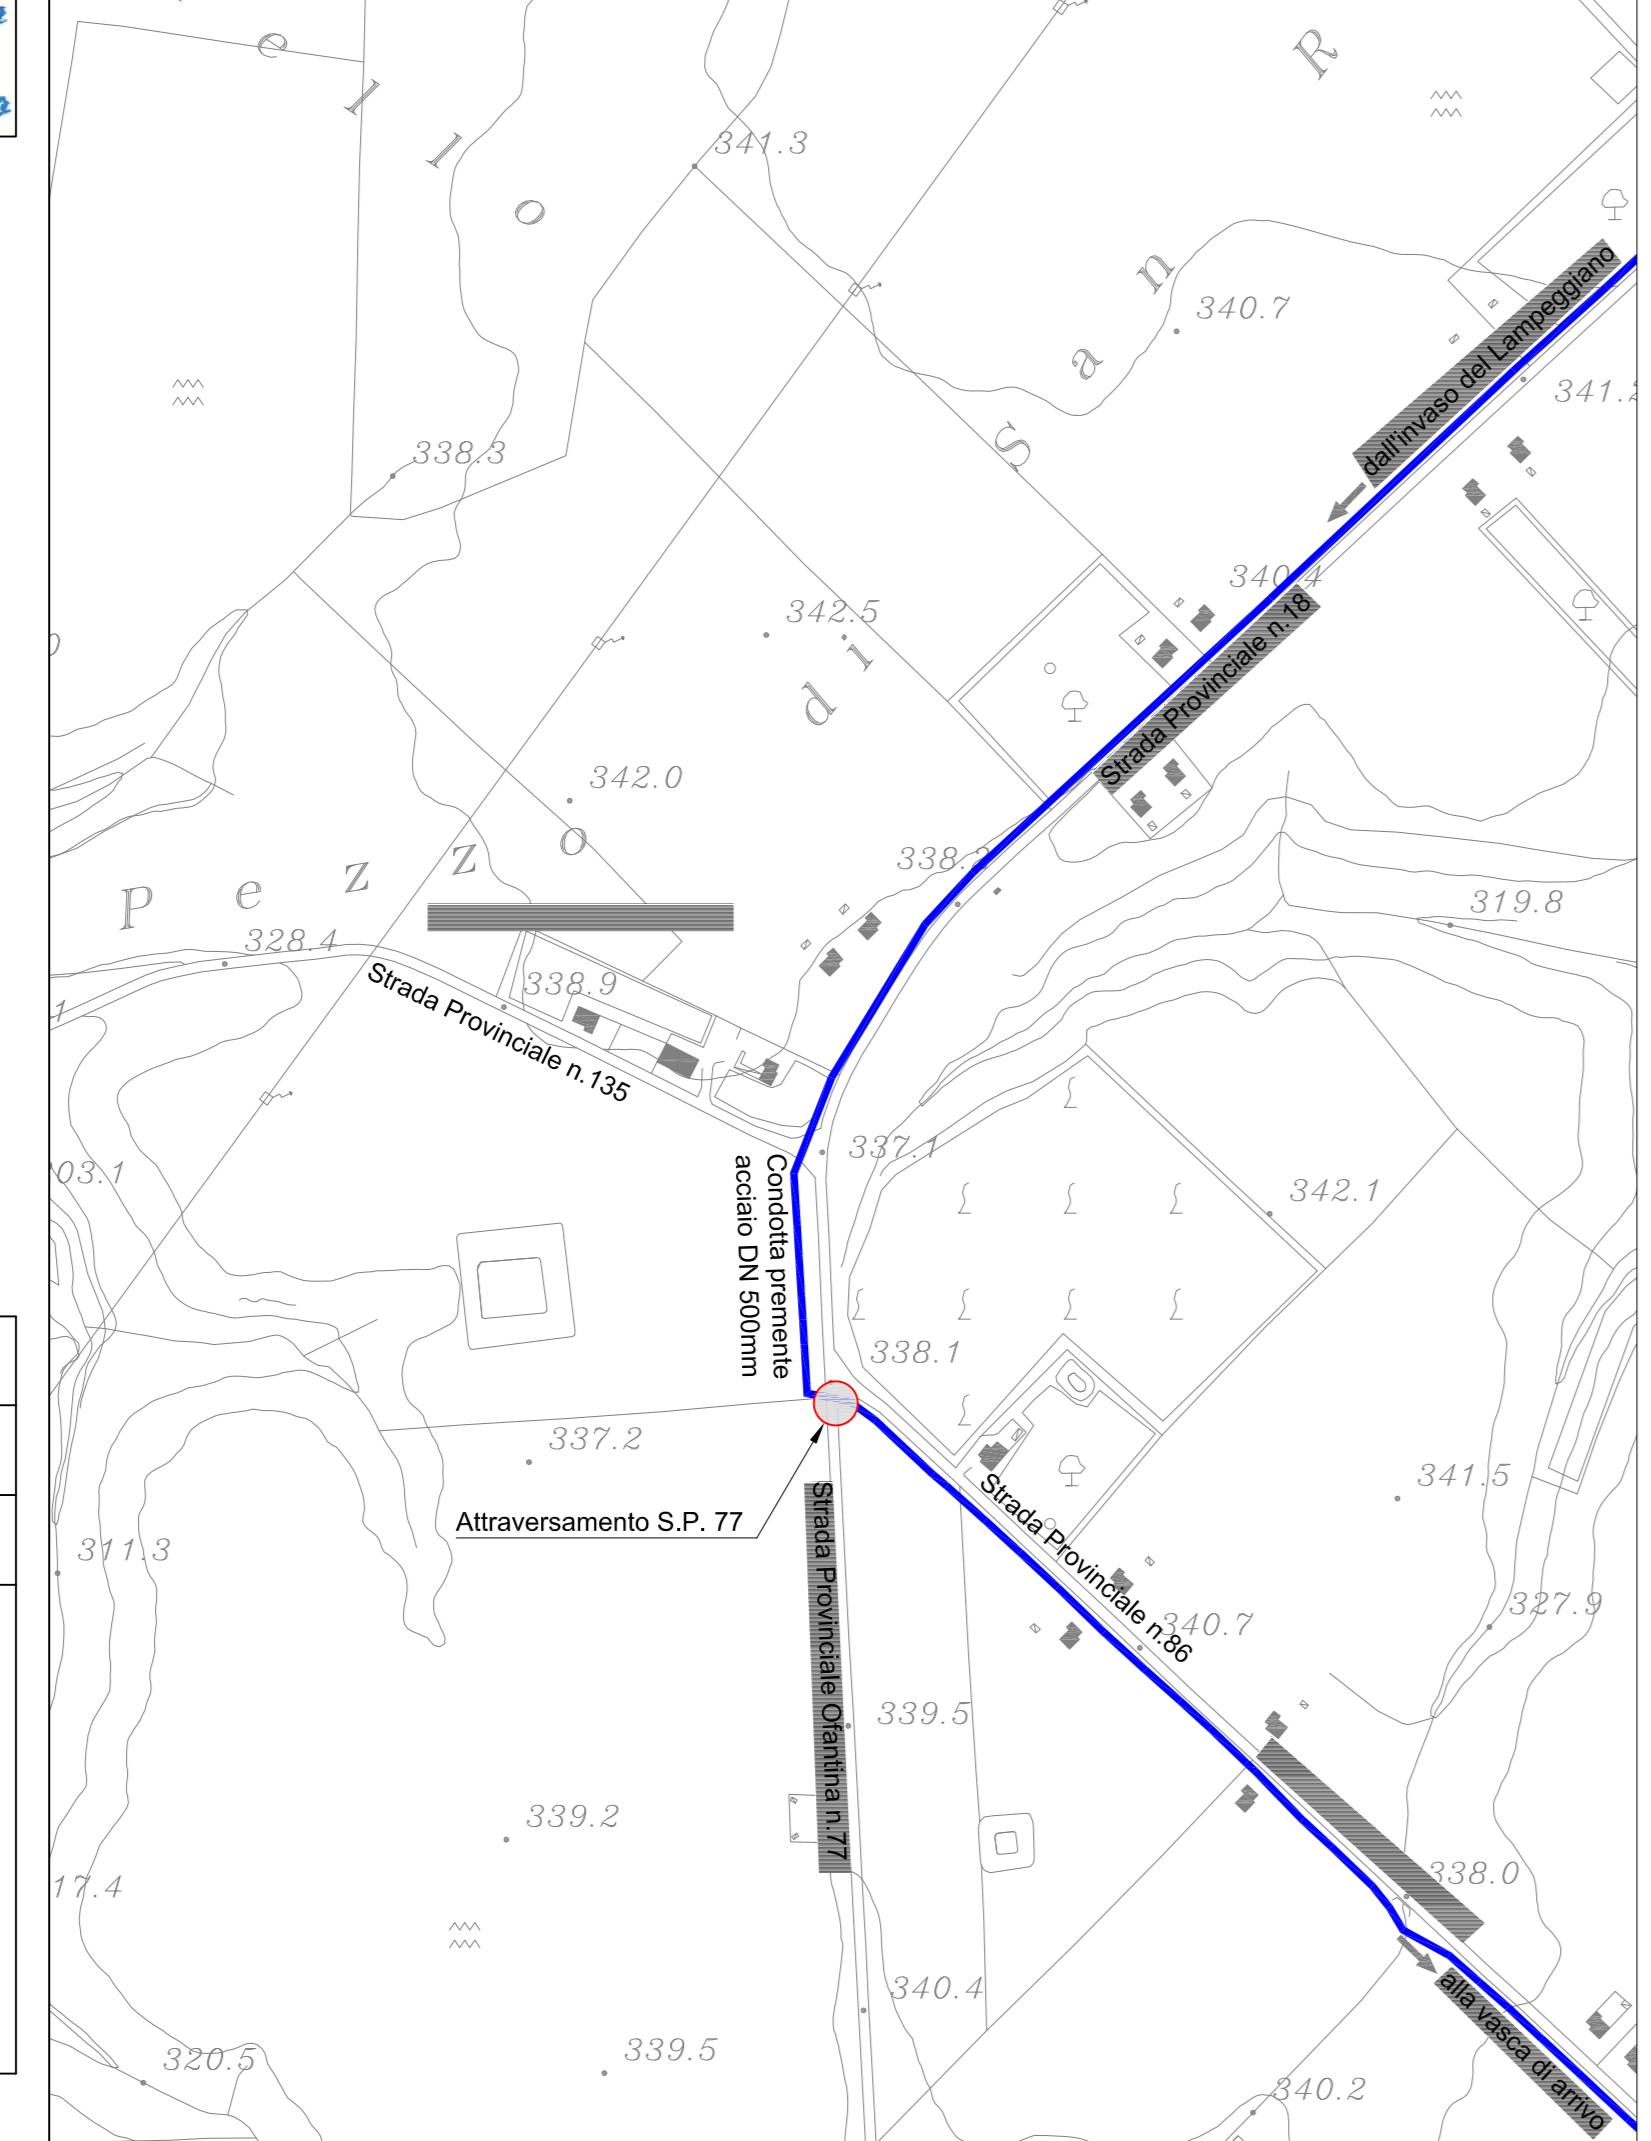 e l l o
R
341.3
S a n
340.7
dall'invaso del Lampeggiano
338.3
340.4
Strada Provinciale n.18
342.5
d i
342.0
338.2
P e z z o
319.8
328.4
338.9
Strada Provinciale n.135
337.1
03.1
342.1
Condotta premente
acciaio DN 500mm
338.1
337.2
341.5
Attraversamento S.P. 77
Strada Provinciale n.86
311.3
327.9
340.7
Strada Provinciale Ofantina n.77
339.5
339.2
338.0
17.4
340.4
alla vasca di arrivo
339.5
320.5
340.2